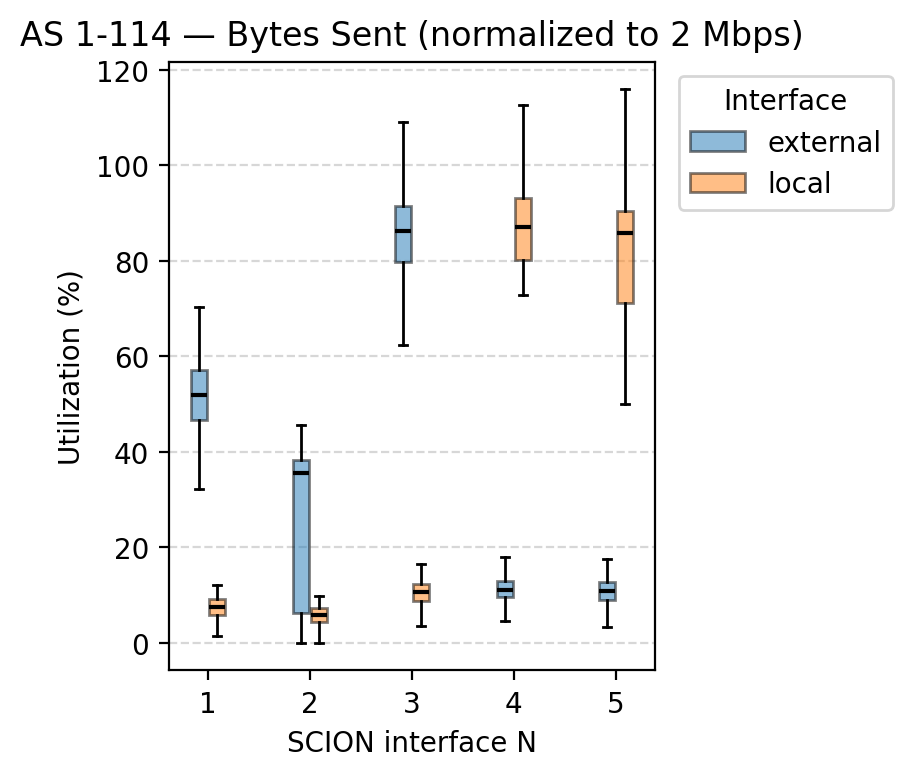 AS 1-114 — Bytes Sent (normalized to 2 Mbps)
Interface
external
local
Utilization (%)
120
100
80
60
40
20
0
1 2 3 4 5
SCION interface N